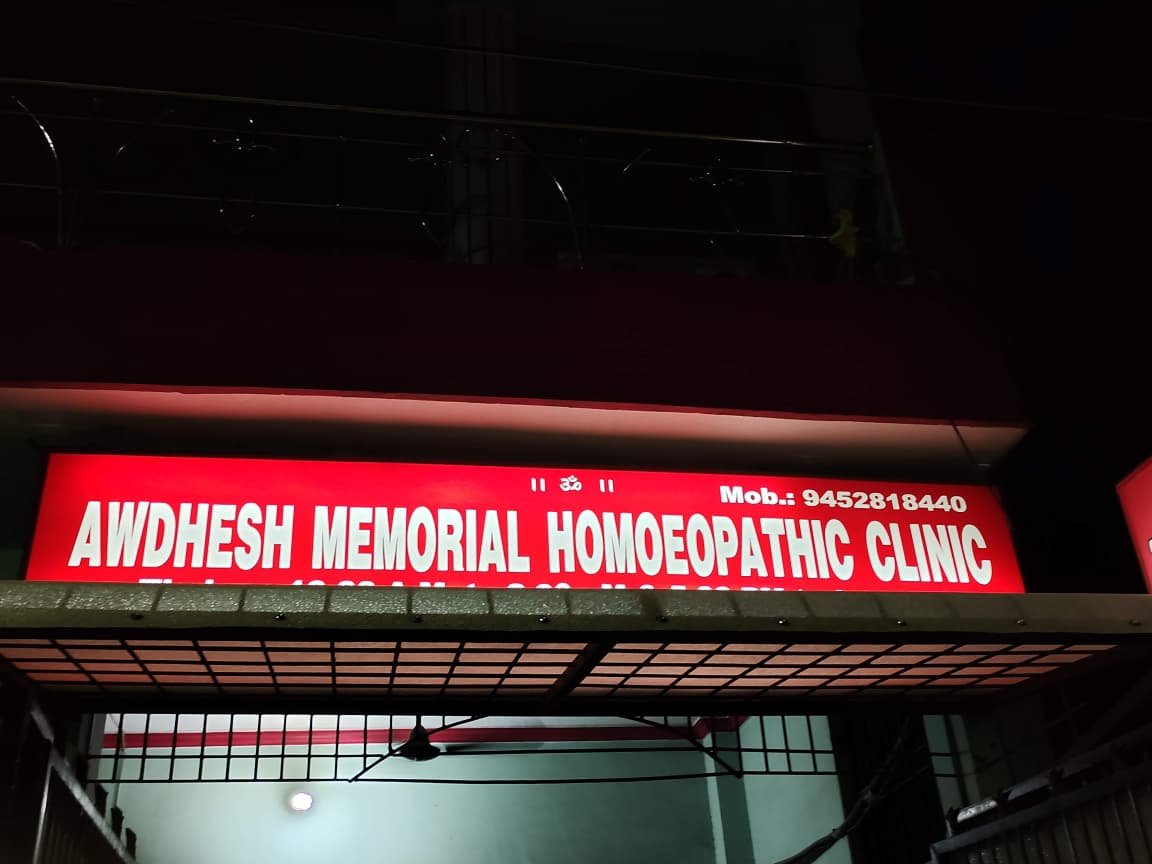 || ॐ ||
Mob.: 9452818440
AWDHESH MEMORIAL HOMOEOPATHIC CLINIC